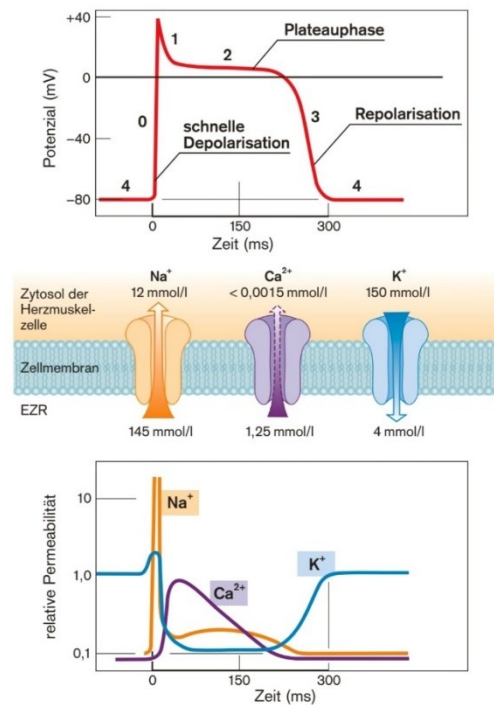 +40
1
2
Plateauphase
0
Potenzial (mV)
0
3
Repolarisation
schnelle
Depolarisation
−40
4
4
−80
0
150
300
Zeit (ms)
Na⁺
Ca²⁺
K⁺
Zytosol der
Herzmuskel-
zelle
12 mmol/l
< 0,0015 mmol/l
150 mmol/l
Zellmembran
EZR
145 mmol/l
1,25 mmol/l
4 mmol/l
relative Permeabilität
10
Na⁺
1,0
Ca²⁺
K⁺
0,1
0
150
300
Zeit (ms)